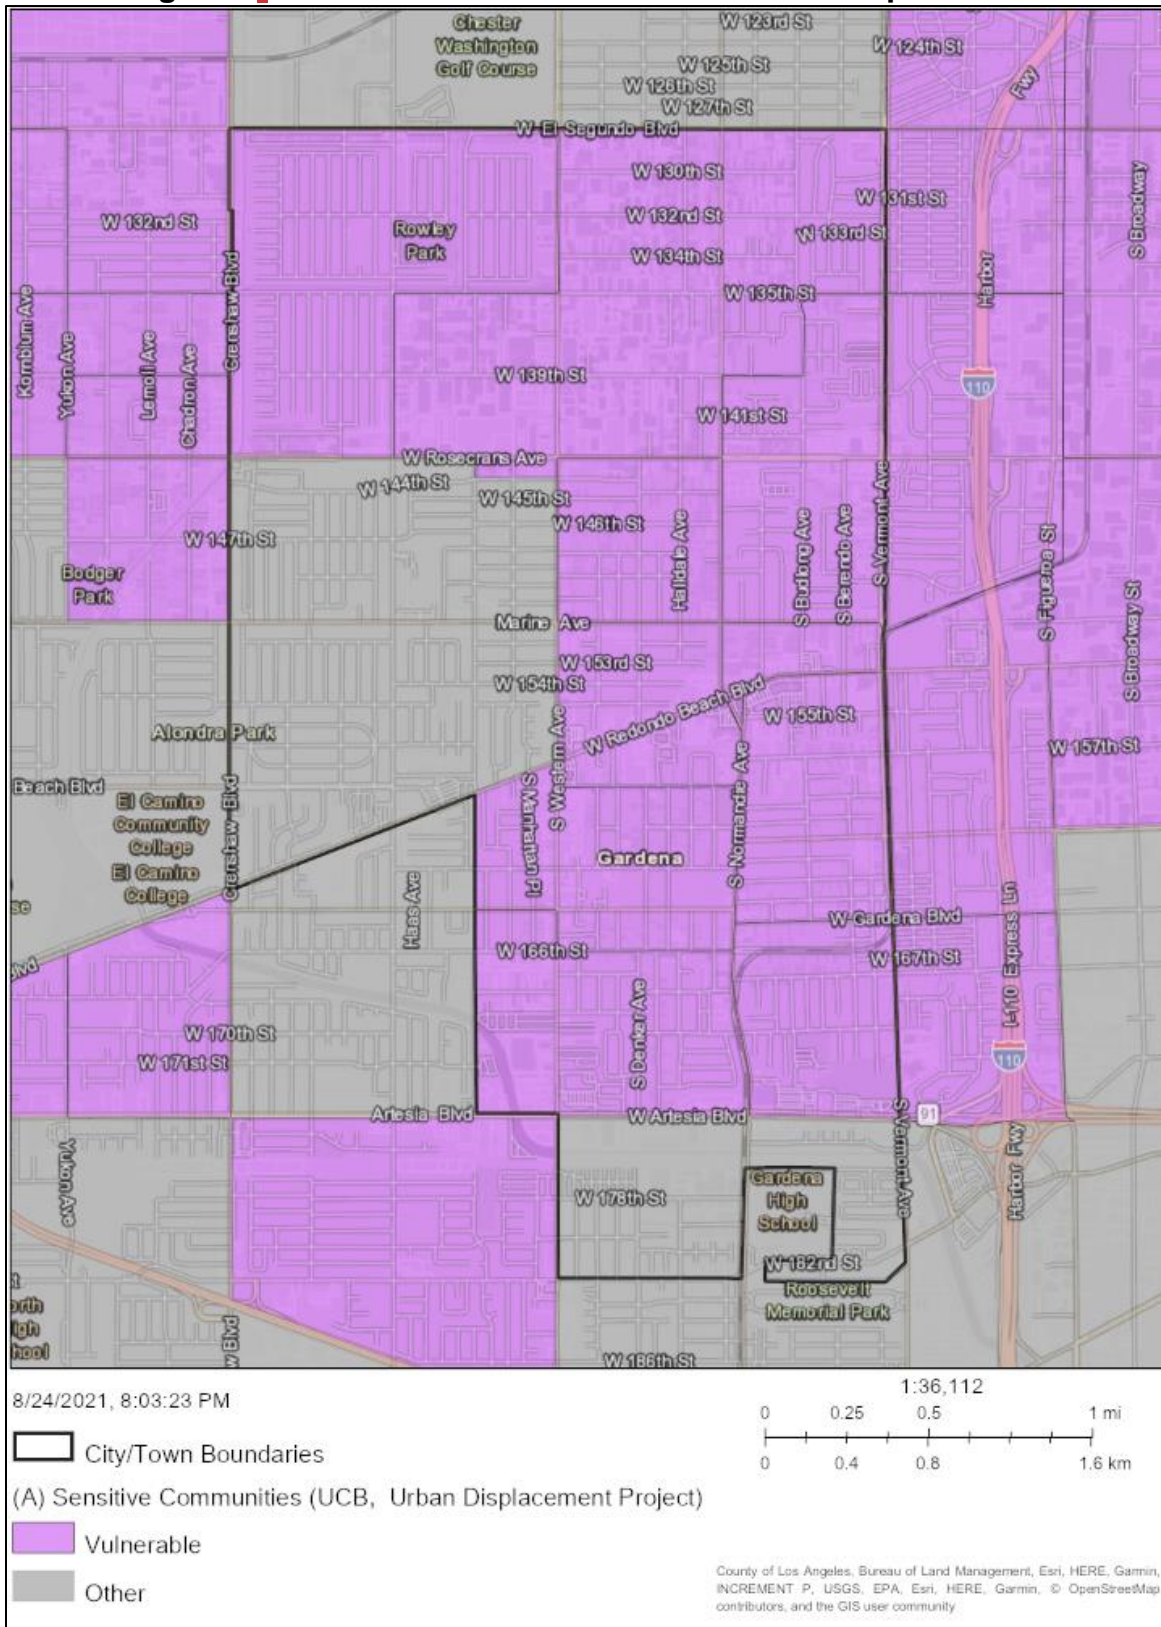 Chester
Washington
Golf Course
W 123rd St
W 124th St
W 125th St
W 126th St
W 127th St
Fwy
W El Segundo Blvd
W 130th St
W 131st St
W 132nd St
W 132nd St
Rowley
Park
W 133rd St
W 134th St
S Broadway
Harbor
W 135th St
Crenshaw Blvd
Kornblum Ave
Yukon Ave
Lemoli Ave
Chadron Ave
W 139th St
110
W 141st St
W Rosecrans Ave
W 144th St
W 145th St
W 146th St
W 147th St
Halldale Ave
S Budlong Ave
S Berendo Ave
S Vermont Ave
S Figueroa St
Bodger
Park
Marine Ave
W 153rd St
W 154th St
S Broadway St
W Redondo Beach Blvd
W 155th St
Alondra Park
W 157th St
S Western Ave
S Manhattan Pl
S Normandie Ave
Beach Blvd
El Camino
Community
College
El Camino
College
Crenshaw Blvd
Gardena
se
Haas Ave
W Gardena Blvd
W 166th St
W 167th St
I-110 Express Ln
lvd
S Denker Ave
W 170th St
W 171st St
110
Artesia Blvd
W Artesia Blvd
91
Yukon Ave
S Vermont Ave
Harbor Fwy
W 178th St
Gardena
High
School
W 182nd St
Roosevelt
Memorial Park
st
orth
igh
hool
w Blvd
W 186th St
8/24/2021, 8:03:23 PM
1:36,112
0 0.25 0.5 1 mi
0 0.4 0.8 1.6 km
City/Town Boundaries
(A) Sensitive Communities (UCB, Urban Displacement Project)
Vulnerable
Other
County of Los Angeles, Bureau of Land Management, Esri, HERE, Garmin,
INCREMENT P, USGS, EPA, Esri, HERE, Garmin, © OpenStreetMap
contributors, and the GIS user community